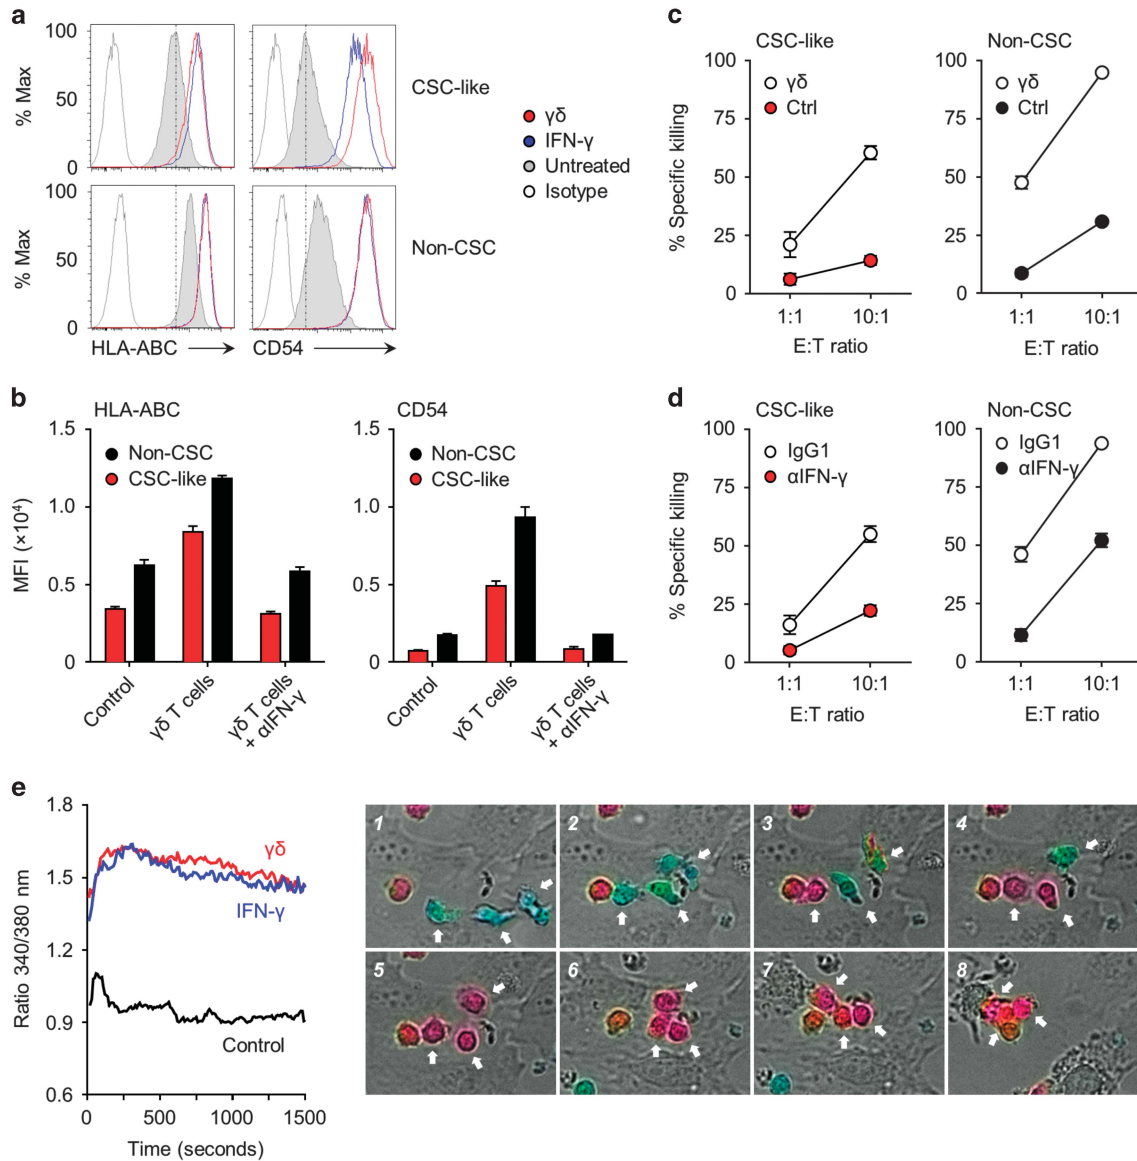 a
100
50
0
% Max
CSC-like
γδ
IFN-γ
Untreated
Isotype
100
50
0
% Max
Non-CSC
HLA-ABC
CD54
b
HLA-ABC
1.5
1.0
0.5
0
MFI (×10⁴)
Non-CSC
CSC-like
Control
γδ T cells
γδ T cells
+ αIFN-γ
CD54
1.5
1.0
0.5
0
Non-CSC
CSC-like
Control
γδ T cells
γδ T cells
+ αIFN-γ
c
CSC-like
100
75
50
25
0
% Specific killing
γδ
Ctrl
1:1 10:1
E:T ratio
Non-CSC
100
75
50
25
0
γδ
Ctrl
1:1 10:1
E:T ratio
d
CSC-like
100
75
50
25
0
% Specific killing
IgG1
αIFN-γ
1:1 10:1
E:T ratio
Non-CSC
100
75
50
25
0
IgG1
αIFN-γ
1:1 10:1
E:T ratio
e
1.8
1.5
1.2
0.9
0.6
Ratio 340/380 nm
γδ
IFN-γ
Control
0 500 1000 1500
Time (seconds)
1 2 3 4
5 6 7 8